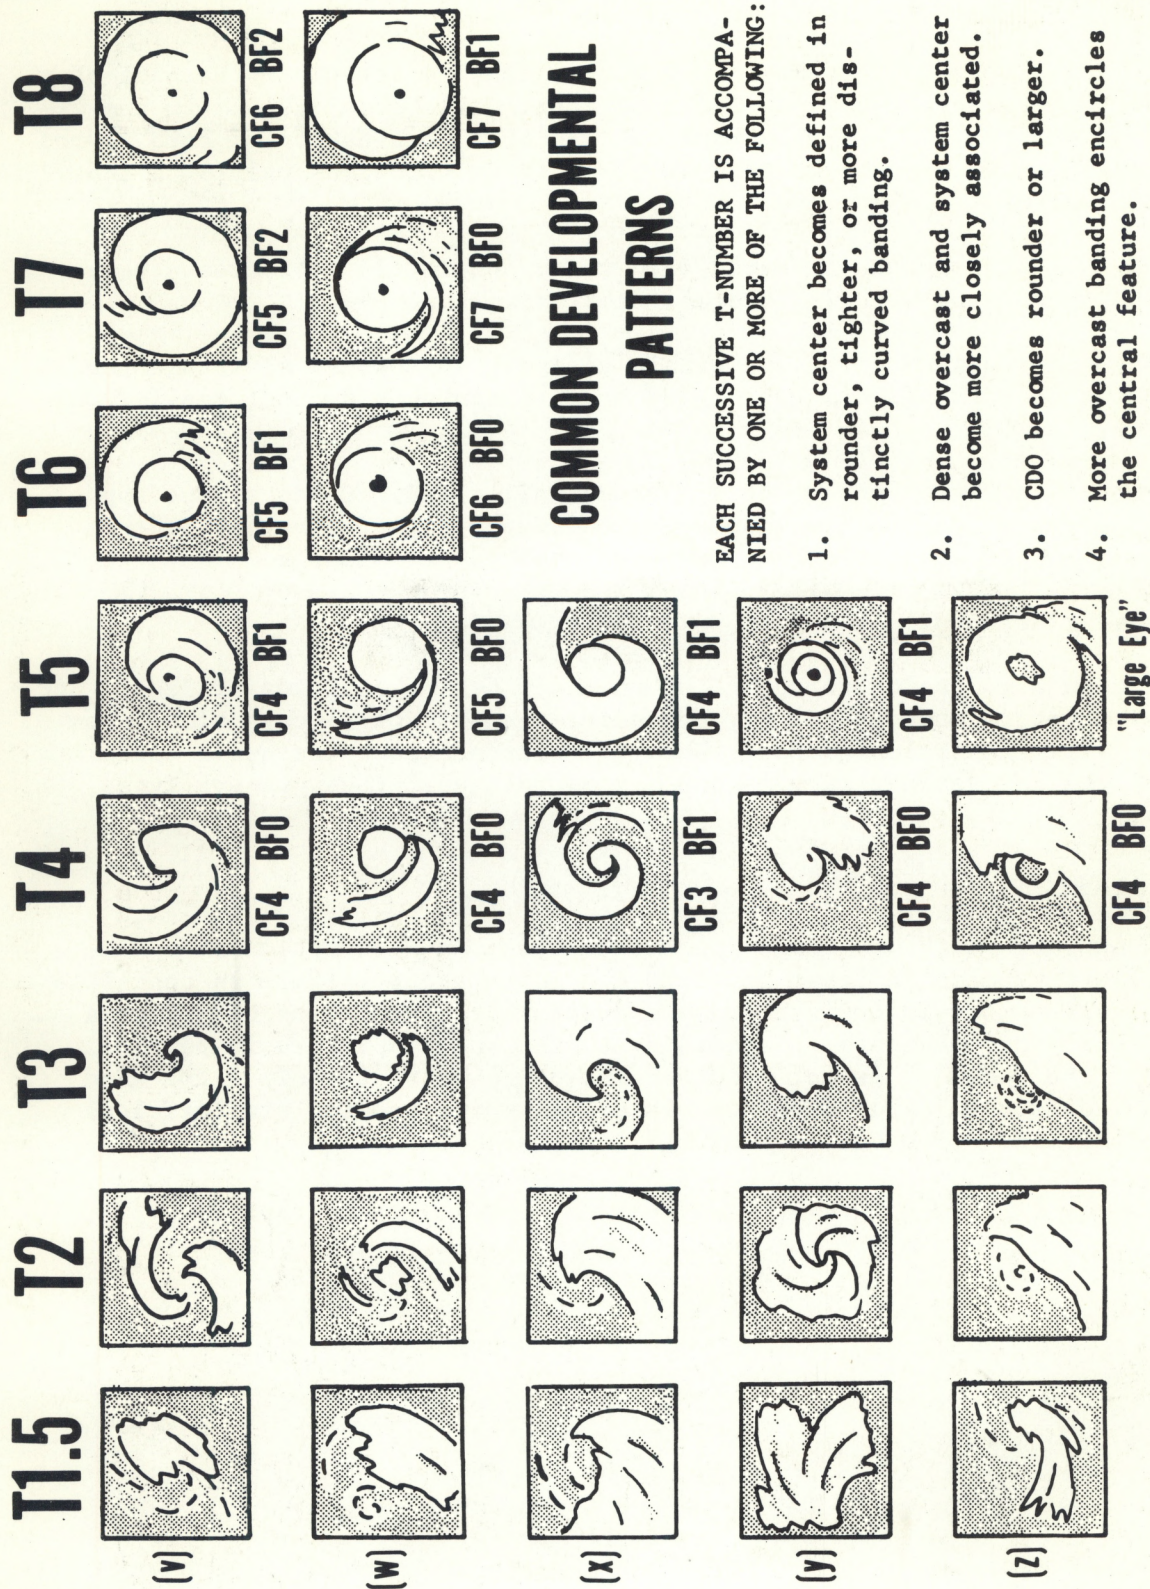 T1.5 T2 T3 T4 T5 T6 T7 T8
(v)
CF4 BF0 CF4 BF1 CF5 BF1 CF5 BF2 CF6 BF2
(w)
CF4 BF0 CF5 BF0 CF6 BF0 CF7 BF0 CF7 BF1
(x)
CF3 BF1 CF4 BF1
(y)
CF4 BF0 CF4 BF1
(z)
CF4 BF0 "Large Eye"
COMMON DEVELOPMENTAL
PATTERNS
EACH SUCCESSIVE T-NUMBER IS ACCOMPA-
NIED BY ONE OR MORE OF THE FOLLOWING:
1. System center becomes defined in
rounder, tighter, or more dis-
tinctly curved banding.
2. Dense overcast and system center
become more closely associated.
3. CDO becomes rounder or larger.
4. More overcast banding encircles
the central feature.